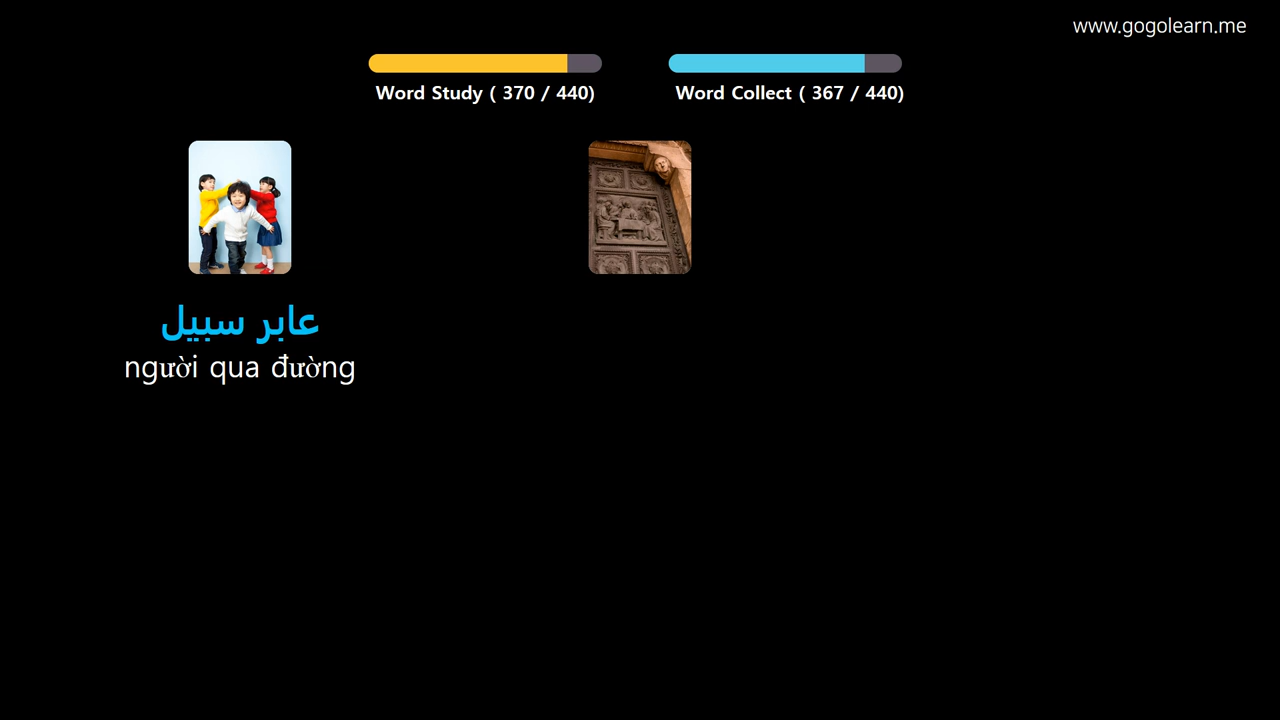 www.gogolearn.me
Word Study ( 370 / 440)
Word Collect ( 367 / 440)
عابر سبيل
người qua đường